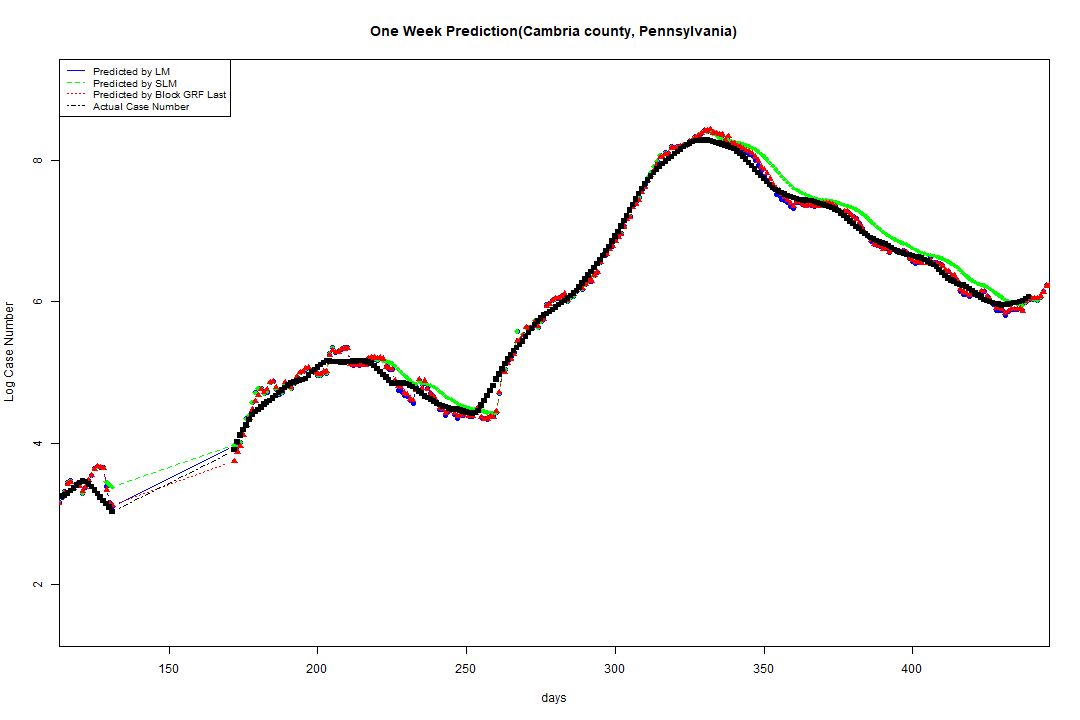 One Week Prediction(Cambria county, Pennsylvania)
Predicted by LM
Predicted by SLM
Predicted by Block GRF Last
Actual Case Number
Log Case Number
8
6
4
2
150 200 250 300 350 400
days